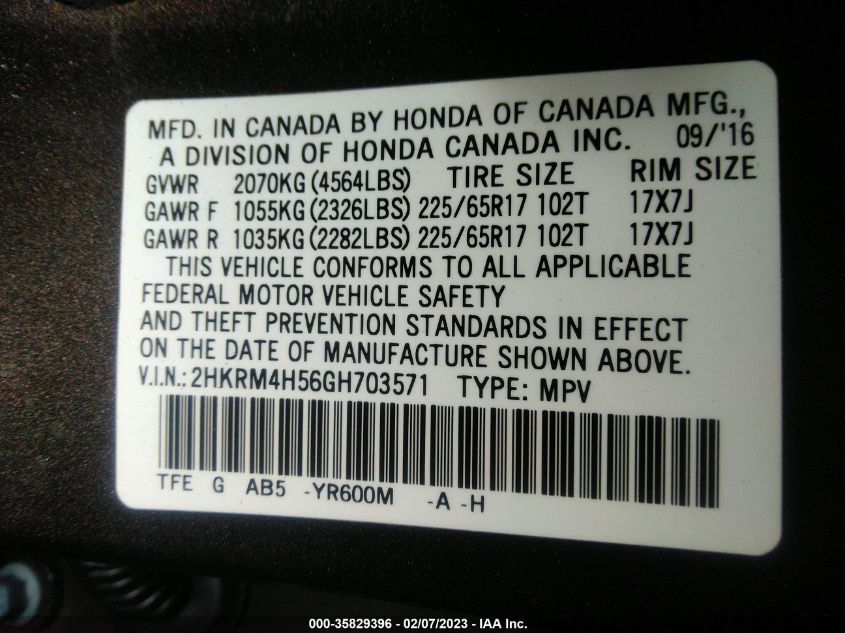 MFD. IN CANADA BY HONDA OF CANADA MFG.,
A DIVISION OF HONDA CANADA INC. 09/'16
GVWR 2070KG(4564LBS) TIRE SIZE RIM SIZE
GAWR F 1055KG(2326LBS) 225/65R17 102T 17X7J
GAWR R 1035KG(2282LBS) 225/65R17 102T 17X7J
THIS VEHICLE CONFORMS TO ALL APPLICABLE
FEDERAL MOTOR VEHICLE SAFETY
AND THEFT PREVENTION STANDARDS IN EFFECT
ON THE DATE OF MANUFACTURE SHOWN ABOVE.
V.I.N.:2HKRM4H56GH703571 TYPE: MPV
TFE G AB5 -YR600M -A -H
000-35829396 - 02/07/2023 - IAA Inc.